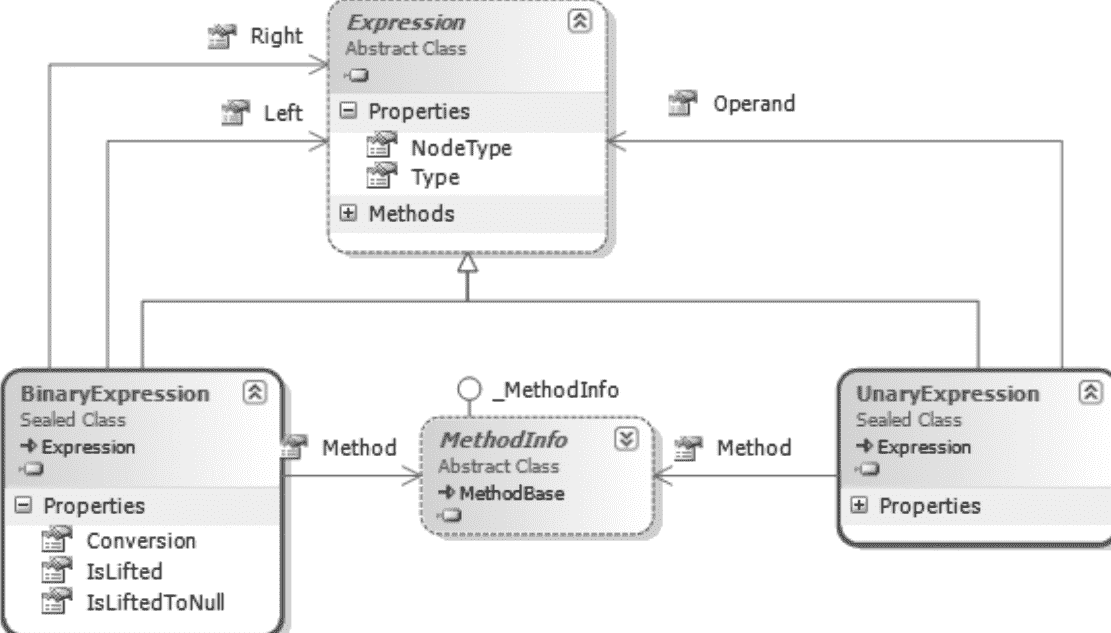 Right
Expression
Abstract Class
Left
Operand
Properties
NodeType
Type
Methods
BinaryExpression
Sealed Class
Expression
Properties
Conversion
IsLifted
IsLiftedToNull
Method
_MethodInfo
MethodInfo
Abstract Class
MethodBase
Method
UnaryExpression
Sealed Class
Expression
Properties